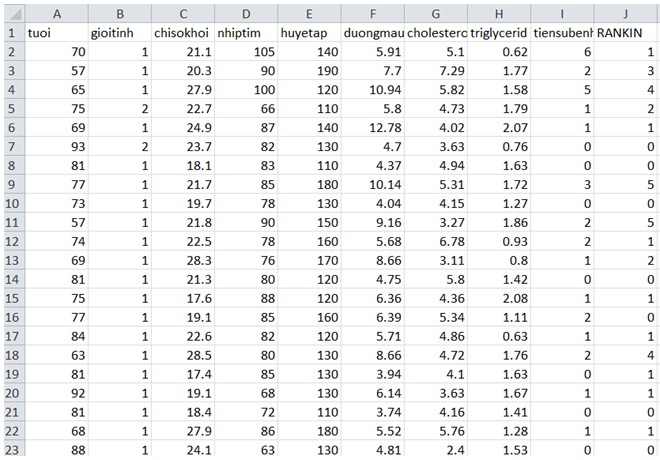 A B C D E F G H I J
1 tuoi gioitinh chisokhoi nhiptim huyetap duongmau cholesterc triglycerid tiensubenh RANKIN
2 70 1 21.1 105 140 5.91 5.1 0.62 6 1
3 57 1 20.3 90 190 7.7 7.29 1.77 2 3
4 65 1 27.9 100 120 10.94 5.82 1.58 5 4
5 75 2 22.7 66 110 5.8 4.73 1.79 1 2
6 69 1 24.9 87 140 12.78 4.02 2.07 1 1
7 93 2 23.7 82 130 4.7 3.63 0.76 0 0
8 81 1 18.1 83 110 4.37 4.94 1.63 0 0
9 77 1 21.7 85 180 10.14 5.31 1.72 3 5
10 73 1 19.7 78 130 4.04 4.15 1.27 0 0
11 57 1 21.8 90 150 9.16 3.27 1.86 2 5
12 74 1 22.5 78 160 5.68 6.78 0.93 2 1
13 69 1 28.3 76 170 8.66 3.11 0.8 1 2
14 81 1 21.3 80 120 4.75 5.8 1.42 0 0
15 75 1 17.6 88 120 6.36 4.36 2.08 1 1
16 77 1 19.1 85 160 6.39 5.34 1.11 2 0
17 84 1 22.6 82 120 5.71 4.86 0.63 1 1
18 63 1 28.5 80 130 8.66 4.72 1.76 2 4
19 81 1 17.4 85 130 3.94 4.1 1.63 0 1
20 92 1 19.1 68 130 6.14 3.63 1.67 1 1
21 81 1 18.4 72 110 3.74 4.16 1.41 0 0
22 68 1 27.9 86 180 5.52 5.76 1.28 1 1
23 88 1 24.1 63 130 4.81 2.4 1.53 0 0